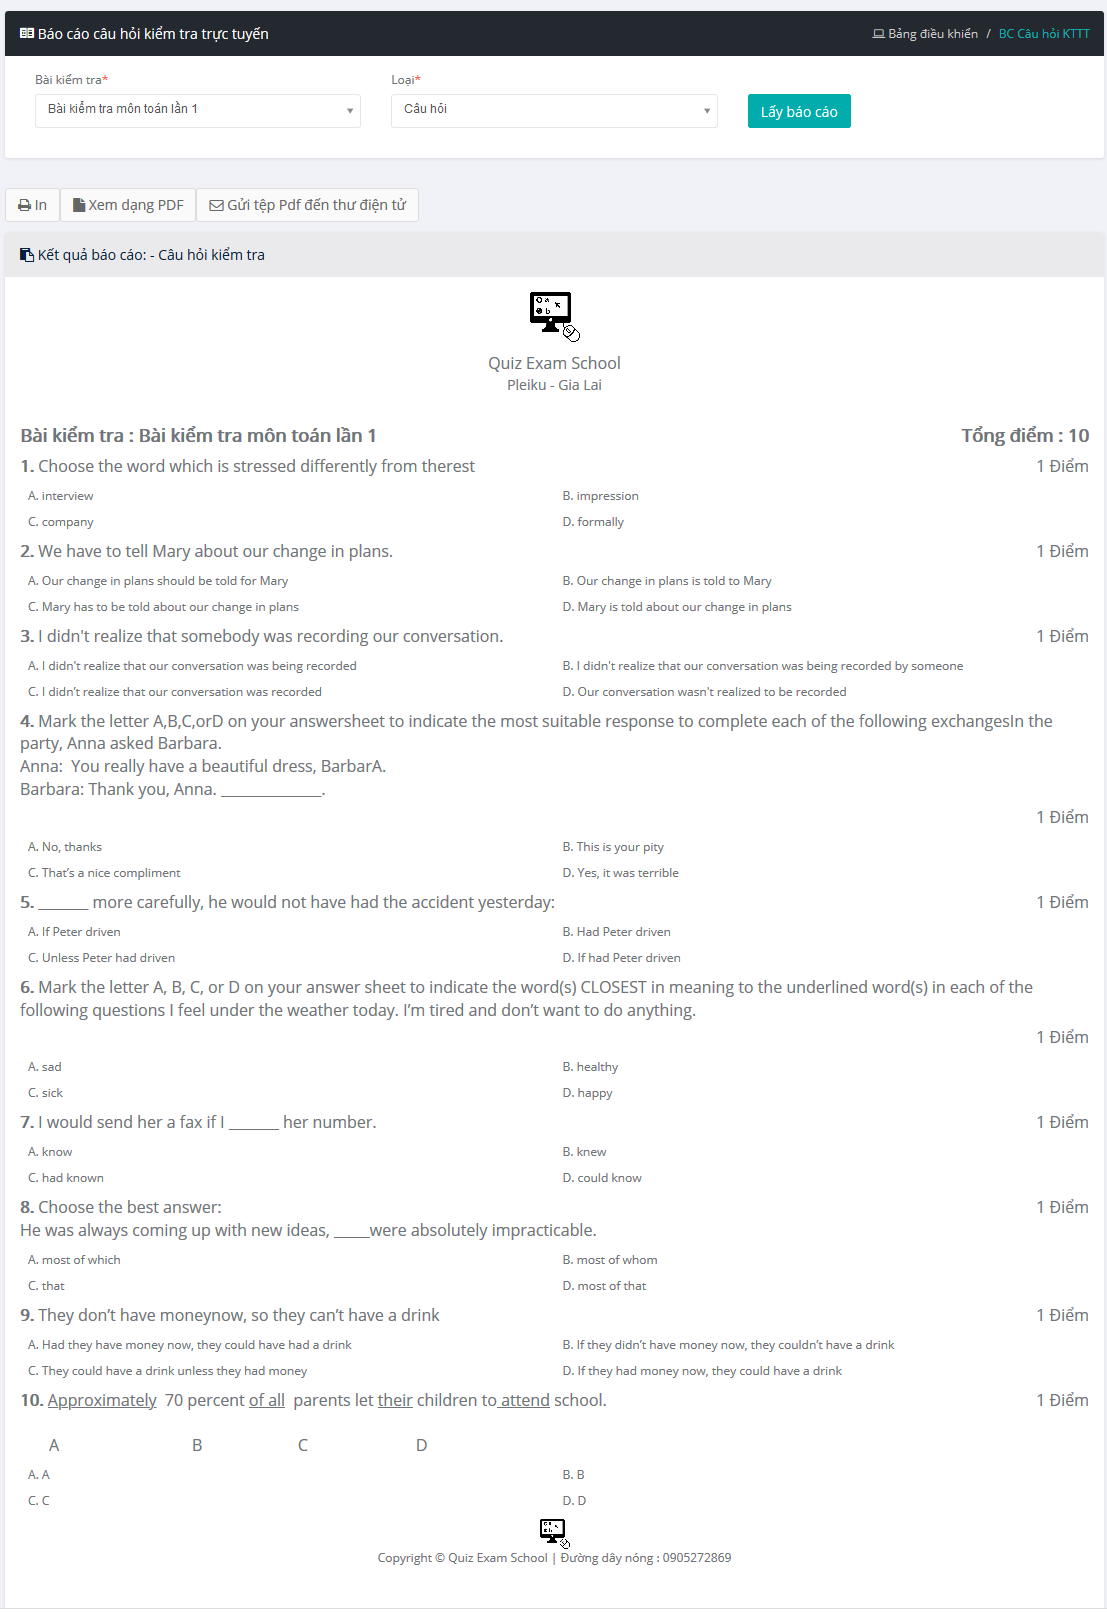 Báo cáo câu hỏi kiểm tra trực tuyến
Bảng điều khiển / BC Câu hỏi KTTT
Bài kiểm tra* Loại*
Bài kiểm tra môn toán lần 1 Câu hỏi Lấy báo cáo
In Xem dạng PDF Gửi tệp Pdf đến thư điện tử
Kết quả báo cáo: - Câu hỏi kiểm tra
Quiz Exam School
Pleiku - Gia Lai
Bài kiểm tra : Bài kiểm tra môn toán lần 1 Tổng điểm : 10
1. Choose the word which is stressed differently from therest 1 Điểm
A. interview B. impression
C. company D. formally
2. We have to tell Mary about our change in plans. 1 Điểm
A. Our change in plans should be told for Mary B. Our change in plans is told to Mary
C. Mary has to be told about our change in plans D. Mary is told about our change in plans
3. I didn't realize that somebody was recording our conversation. 1 Điểm
A. I didn't realize that our conversation was being recorded B. I didn't realize that our conversation was being recorded by someone
C. I didn't realize that our conversation was recorded D. Our conversation wasn't realized to be recorded
4. Mark the letter A,B,C,orD on your answersheet to indicate the most suitable response to complete each of the following exchangesIn the
party, Anna asked Barbara.
Anna:  You really have a beautiful dress, BarbarA.
Barbara: Thank you, Anna. ______________.
1 Điểm
A. No, thanks B. This is your pity
C. That’s a nice compliment D. Yes, it was terrible
5. _______ more carefully, he would not have had the accident yesterday: 1 Điểm
A. If Peter driven B. Had Peter driven
C. Unless Peter had driven D. If had Peter driven
6. Mark the letter A, B, C, or D on your answer sheet to indicate the word(s) CLOSEST in meaning to the underlined word(s) in each of the
following questions I feel under the weather today. I’m tired and don’t want to do anything.
1 Điểm
A. sad B. healthy
C. sick D. happy
7. I would send her a fax if I _______ her number. 1 Điểm
A. know B. knew
C. had known D. could know
8. Choose the best answer: 1 Điểm
He was always coming up with new ideas, _____were absolutely impracticable.
A. most of which B. most of whom
C. that D. most of that
9. They don’t have moneynow, so they can’t have a drink 1 Điểm
A. Had they have money now, they could have had a drink B. If they didn’t have money now, they couldn’t have a drink
C. They could have a drink unless they had money D. If they had money now, they could have a drink
10. Approximately  70 percent of all  parents let their children to attend school. 1 Điểm
A B C D
A. A B. B
C. C D. D
Copyright © Quiz Exam School | Đường dây nóng : 0905272869